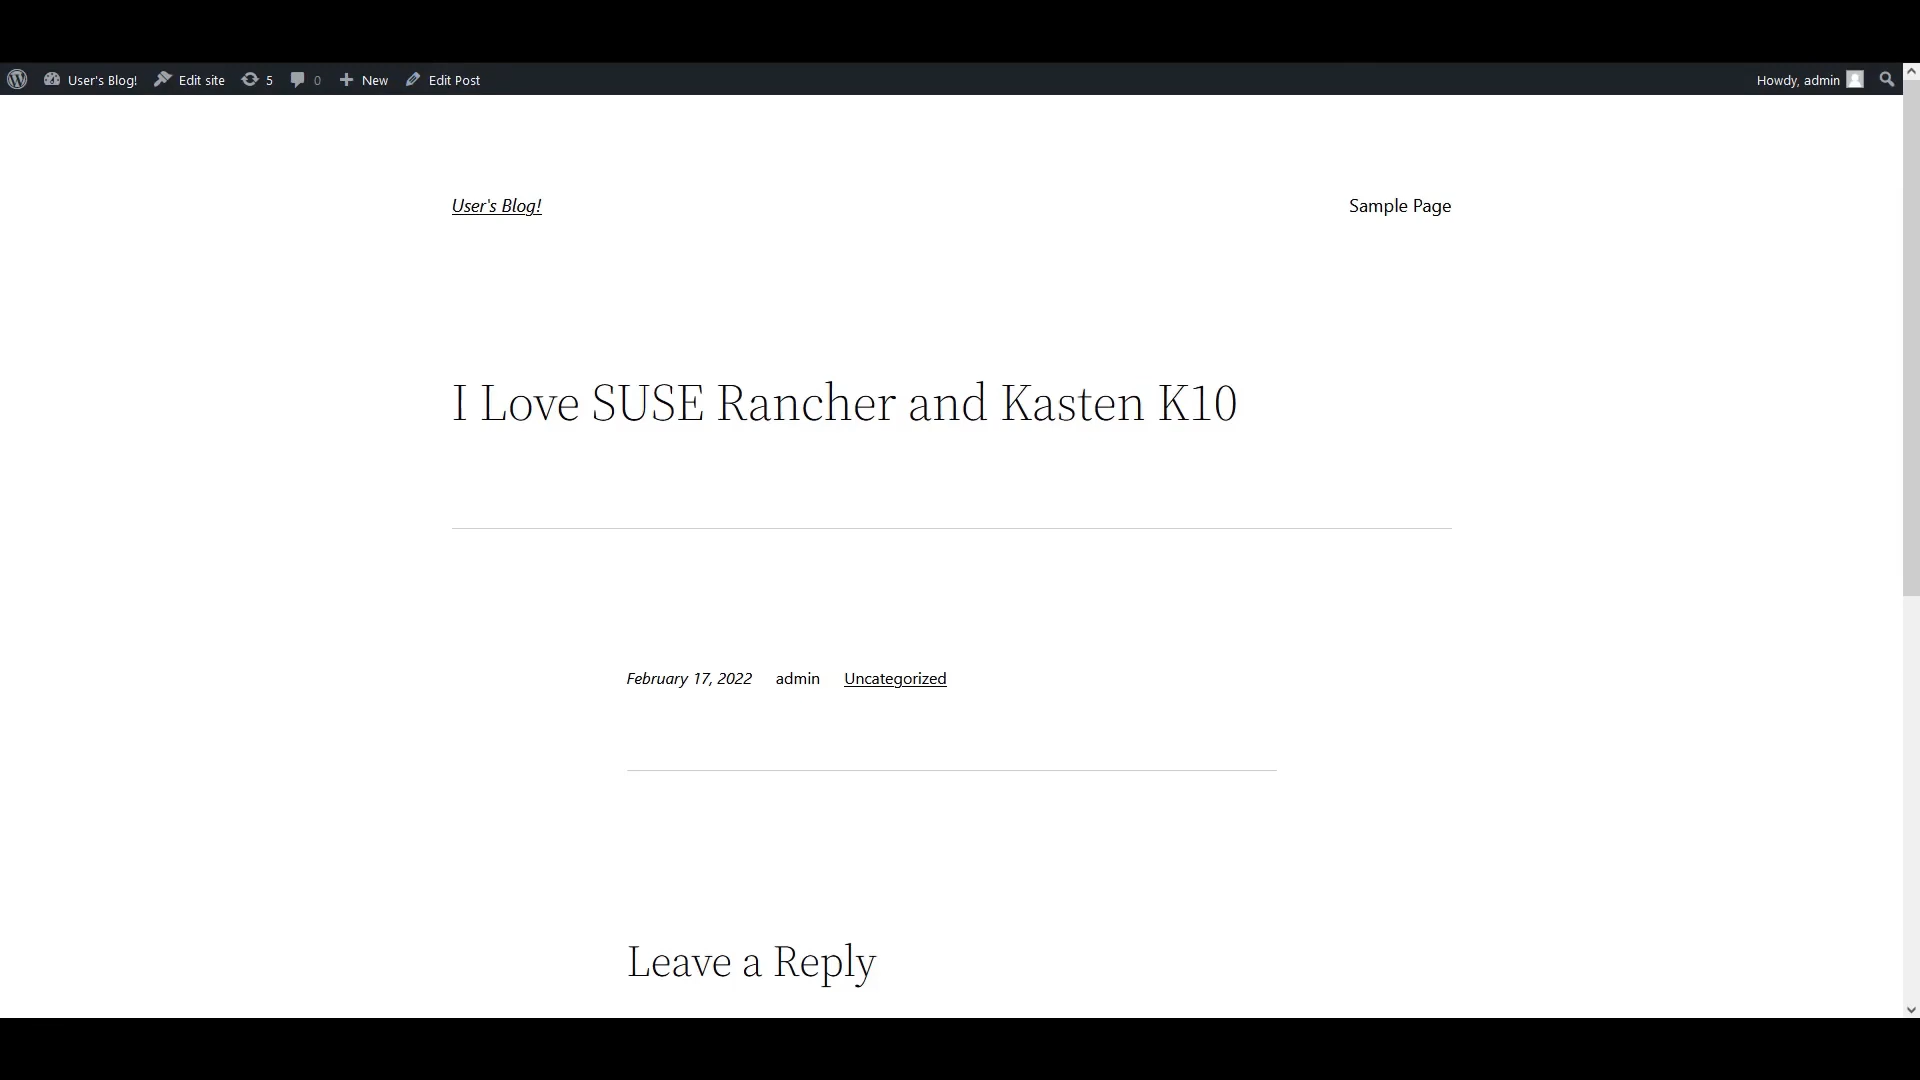 User's Blog! Edit site 5 0 New Edit Post Howdy, admin
User's Blog! Sample Page
I Love SUSE Rancher and Kasten K10
February 17, 2022 admin Uncategorized
Leave a Reply